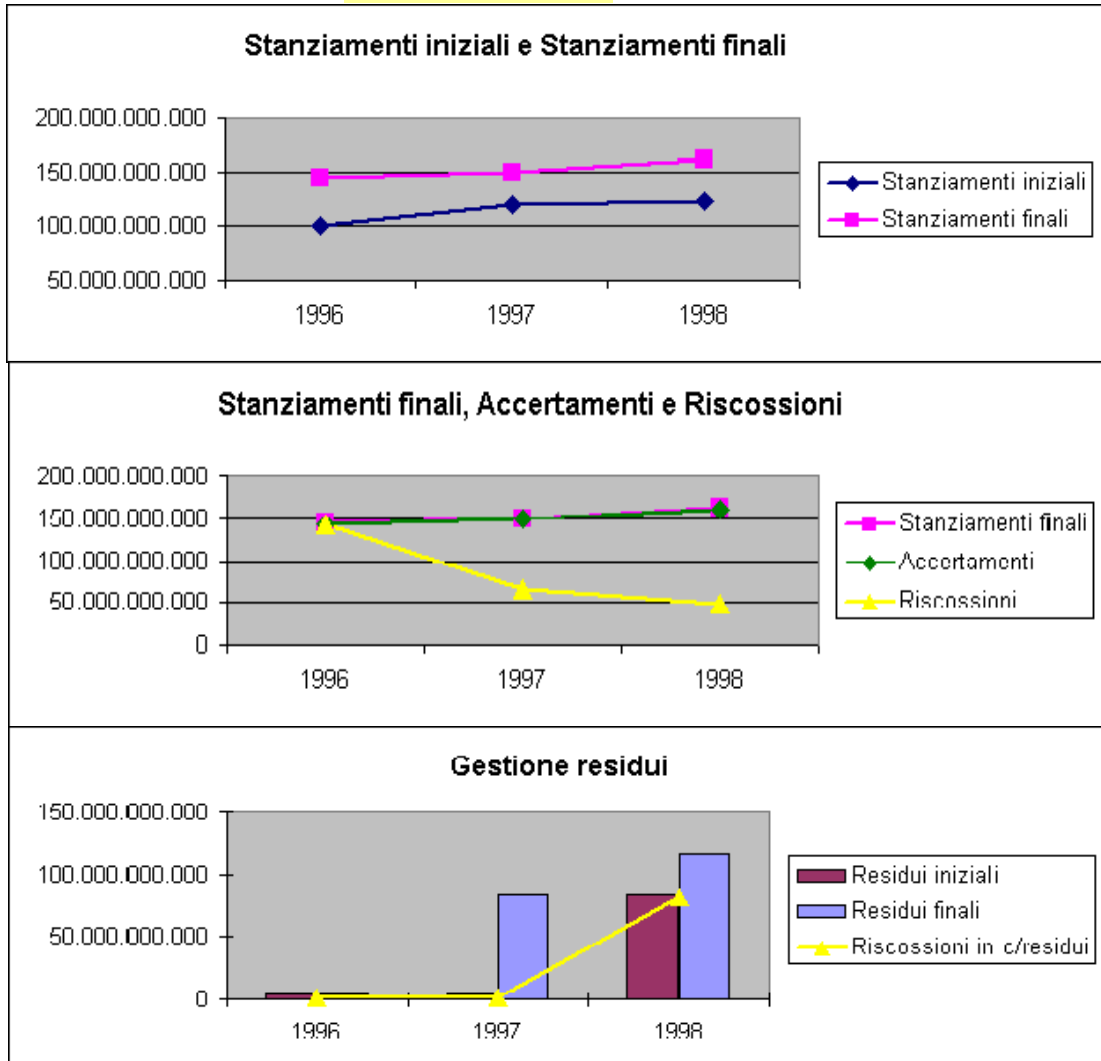 Stanziamenti iniziali e Stanziamenti finali
200.000.000.000
150.000.000.000
100.000.000.000
50.000.000.000
1996 1997 1998
Stanziamenti iniziali
Stanziamenti finali
Stanziamenti finali, Accertamenti e Riscossioni
200.000.000.000
150.000.000.000
100.000.000.000
50.000.000.000
0
1996 1997 1998
Stanziamenti finali
Accertamenti
Riscossioni
Gestione residui
150.000.000.000
100.000.000.000
50.000.000.000
0
1996 1997 1998
Residui iniziali
Residui finali
Riscossioni in c/residui